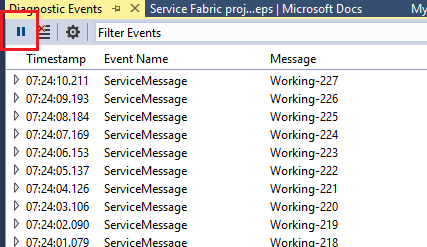 Diagnostic Events
Service Fabric proj...eps | Microsoft Docs
My
Filter Events
Timestamp Event Name Message
07:24:10.211 ServiceMessage Working-227
07:24:09.193 ServiceMessage Working-226
07:24:08.184 ServiceMessage Working-225
07:24:07.169 ServiceMessage Working-224
07:24:06.153 ServiceMessage Working-223
07:24:05.137 ServiceMessage Working-222
07:24:04.126 ServiceMessage Working-221
07:24:03.106 ServiceMessage Working-220
07:24:02.090 ServiceMessage Working-219
07:24:01.079 ServiceMessage Working-218